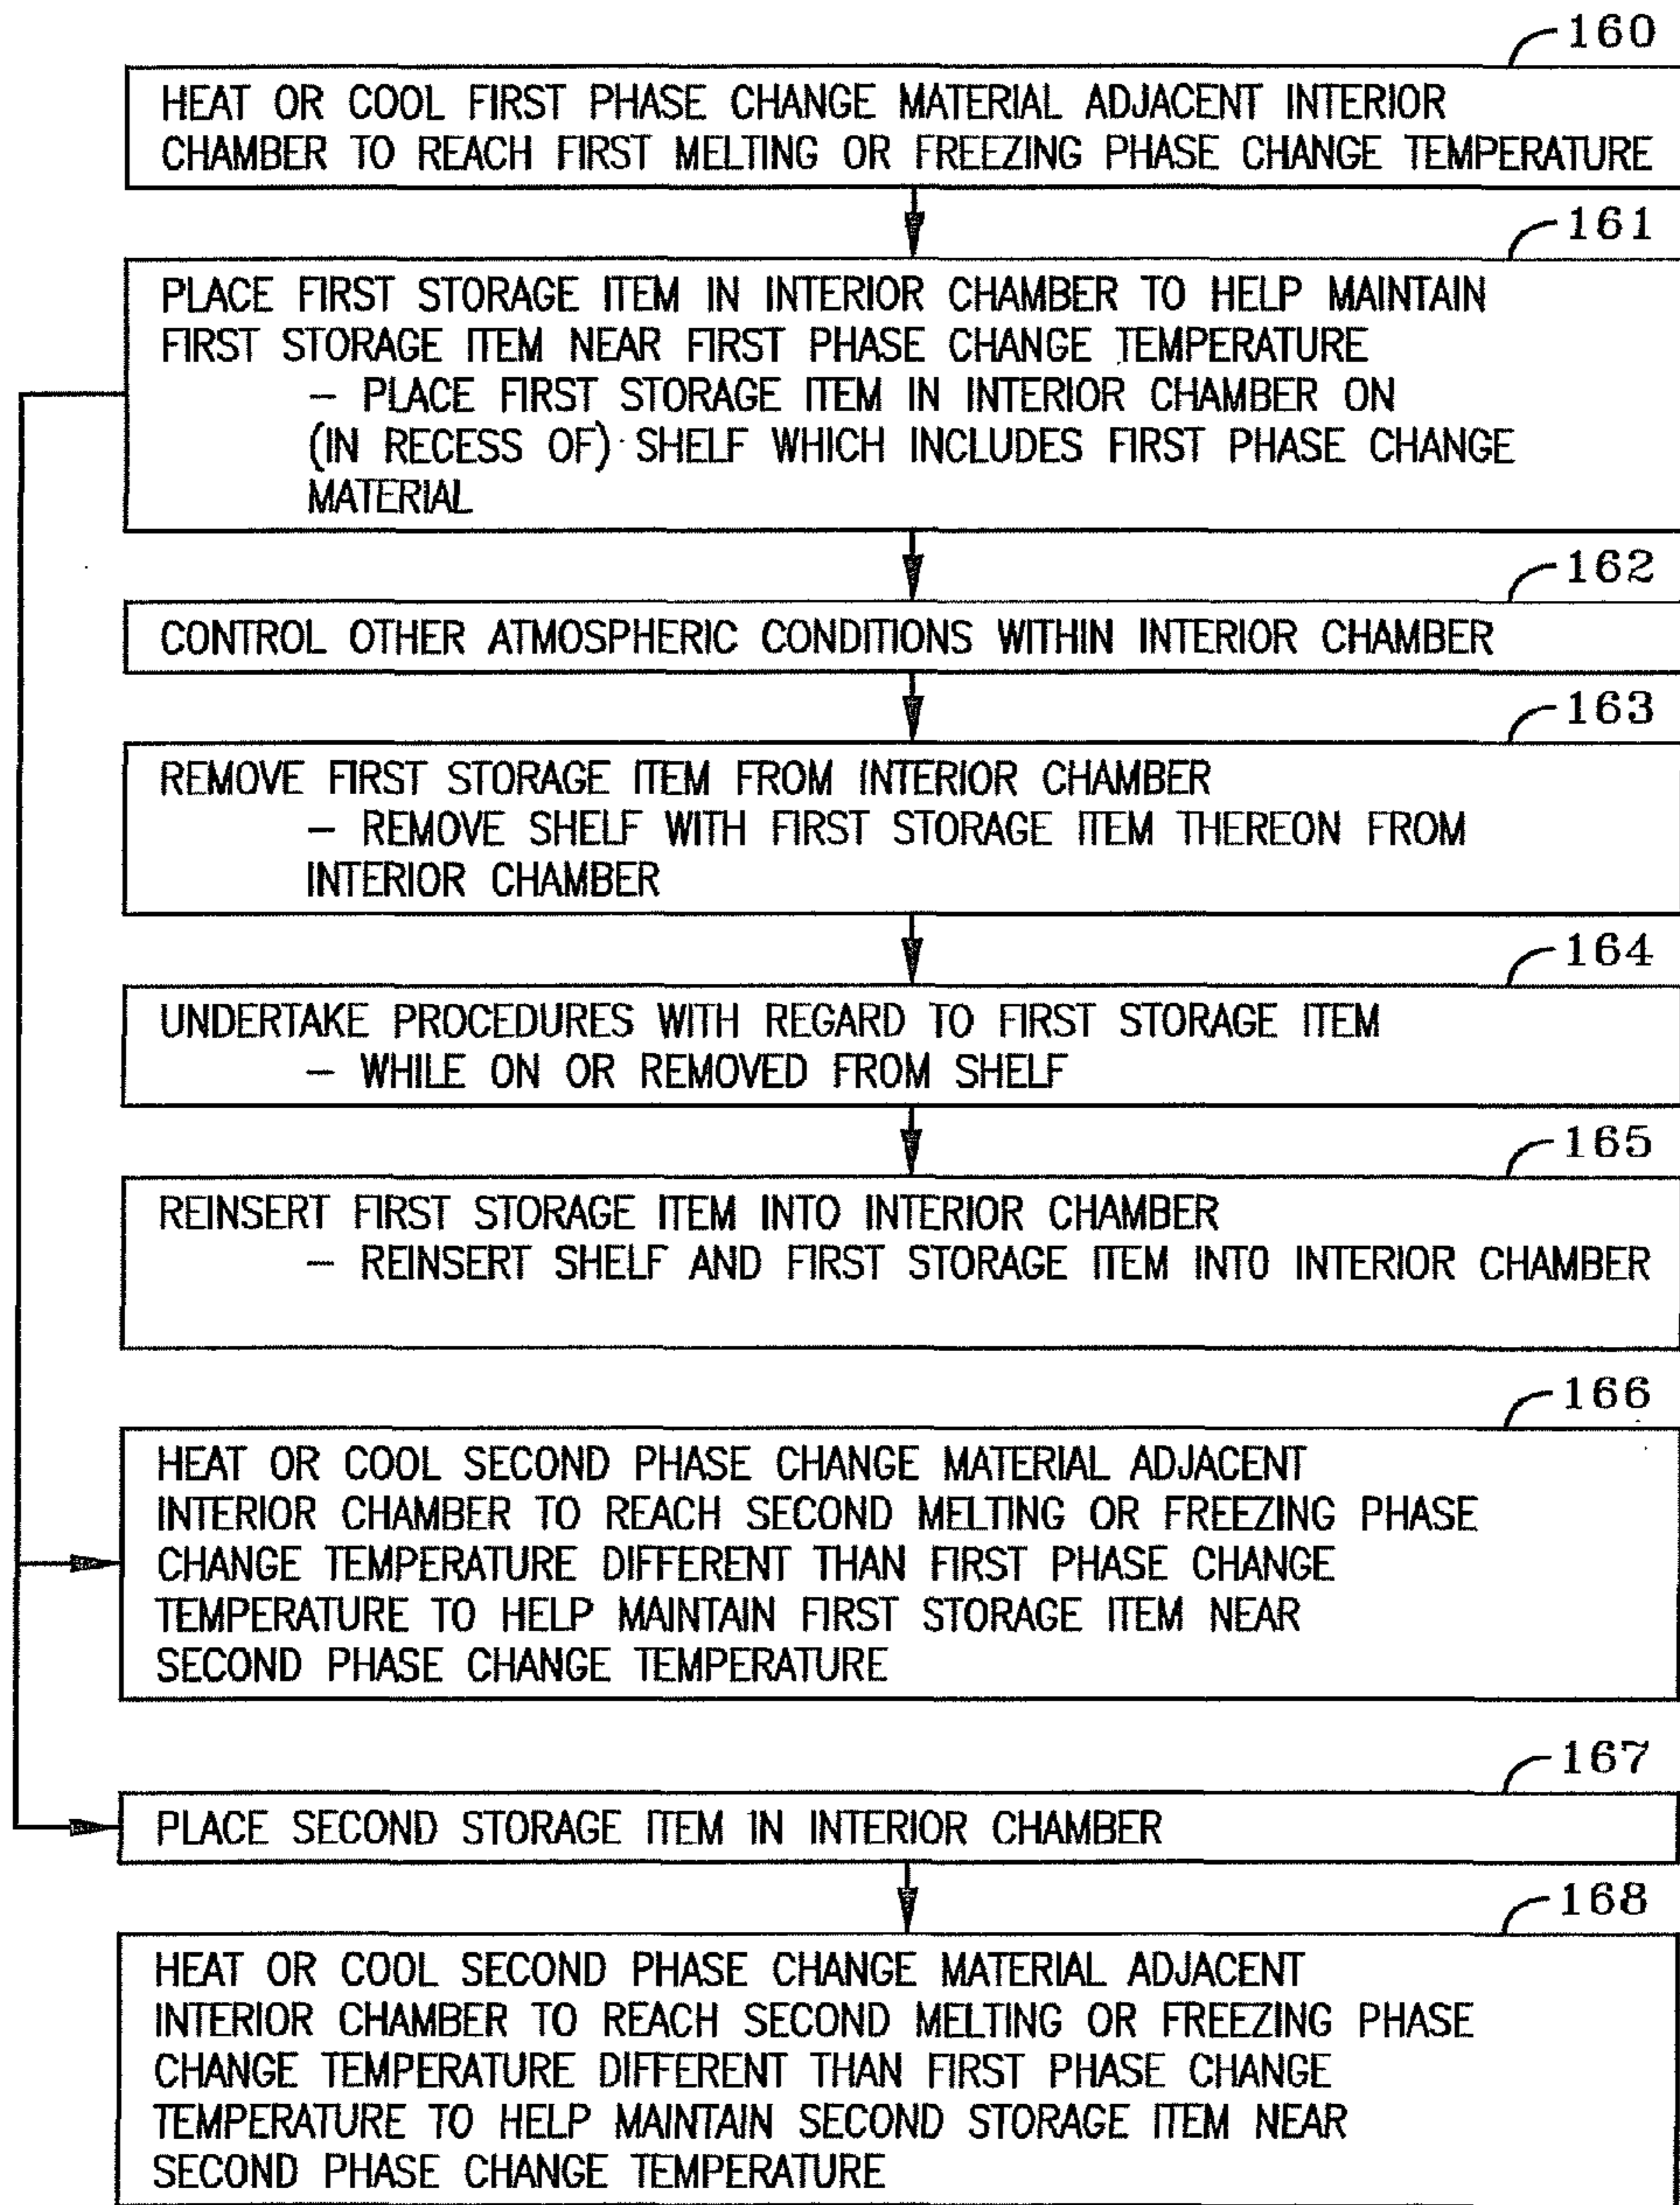 160
HEAT OR COOL FIRST PHASE CHANGE MATERIAL ADJACENT INTERIOR
CHAMBER TO REACH FIRST MELTING OR FREEZING PHASE CHANGE TEMPERATURE
161
PLACE FIRST STORAGE ITEM IN INTERIOR CHAMBER TO HELP MAINTAIN
FIRST STORAGE ITEM NEAR FIRST PHASE CHANGE TEMPERATURE
– PLACE FIRST STORAGE ITEM IN INTERIOR CHAMBER ON
(IN RECESS OF) SHELF WHICH INCLUDES FIRST PHASE CHANGE
MATERIAL
162
CONTROL OTHER ATMOSPHERIC CONDITIONS WITHIN INTERIOR CHAMBER
163
REMOVE FIRST STORAGE ITEM FROM INTERIOR CHAMBER
– REMOVE SHELF WITH FIRST STORAGE ITEM THEREON FROM
INTERIOR CHAMBER
164
UNDERTAKE PROCEDURES WITH REGARD TO FIRST STORAGE ITEM
– WHILE ON OR REMOVED FROM SHELF
165
REINSERT FIRST STORAGE ITEM INTO INTERIOR CHAMBER
– REINSERT SHELF AND FIRST STORAGE ITEM INTO INTERIOR CHAMBER
166
HEAT OR COOL SECOND PHASE CHANGE MATERIAL ADJACENT
INTERIOR CHAMBER TO REACH SECOND MELTING OR FREEZING PHASE
CHANGE TEMPERATURE DIFFERENT THAN FIRST PHASE CHANGE
TEMPERATURE TO HELP MAINTAIN FIRST STORAGE ITEM NEAR
SECOND PHASE CHANGE TEMPERATURE
167
PLACE SECOND STORAGE ITEM IN INTERIOR CHAMBER
168
HEAT OR COOL SECOND PHASE CHANGE MATERIAL ADJACENT
INTERIOR CHAMBER TO REACH SECOND MELTING OR FREEZING PHASE
CHANGE TEMPERATURE DIFFERENT THAN FIRST PHASE CHANGE
TEMPERATURE TO HELP MAINTAIN SECOND STORAGE ITEM NEAR
SECOND PHASE CHANGE TEMPERATURE